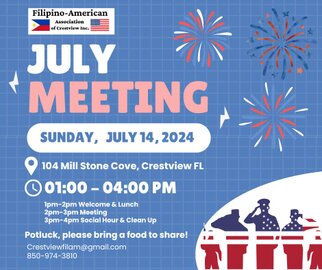 Filipino-American
Association
of Crestview Inc.
JULY
MEETING
SUNDAY, JULY 14, 2024
104 Mill Stone Cove, Crestview FL
01:00 – 04:00 PM
1pm-2pm Welcome & Lunch
2pm-3pm Meeting
3pm-4pm Social Hour & Clean Up
Potluck, please bring a food to share!
Crestviewfilam@gmail.com
850-974-3810